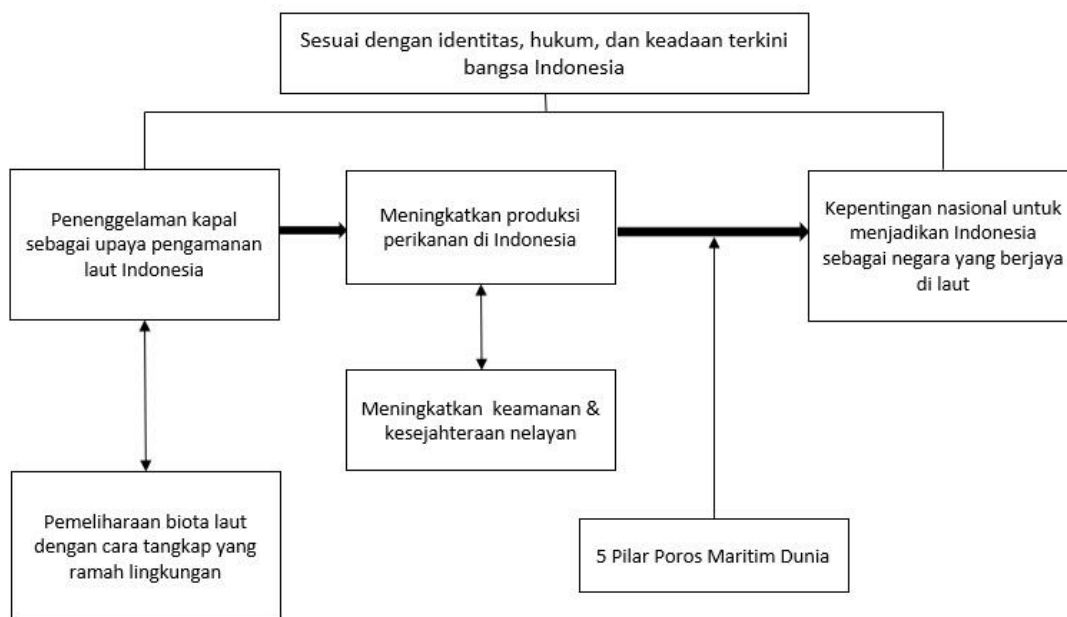 Sesuai dengan identitas, hukum, dan keadaan terkini
bangsa Indonesia
Penenggelaman kapal
sebagai upaya pengamanan
laut Indonesia
Meningkatkan produksi
perikanan di Indonesia
Kepentingan nasional untuk
menjadikan Indonesia
sebagai negara yang berjaya
di laut
Meningkatkan keamanan &
kesejahteraan nelayan
Pemeliharaan biota laut
dengan cara tangkap yang
ramah lingkungan
5 Pilar Poros Maritim Dunia